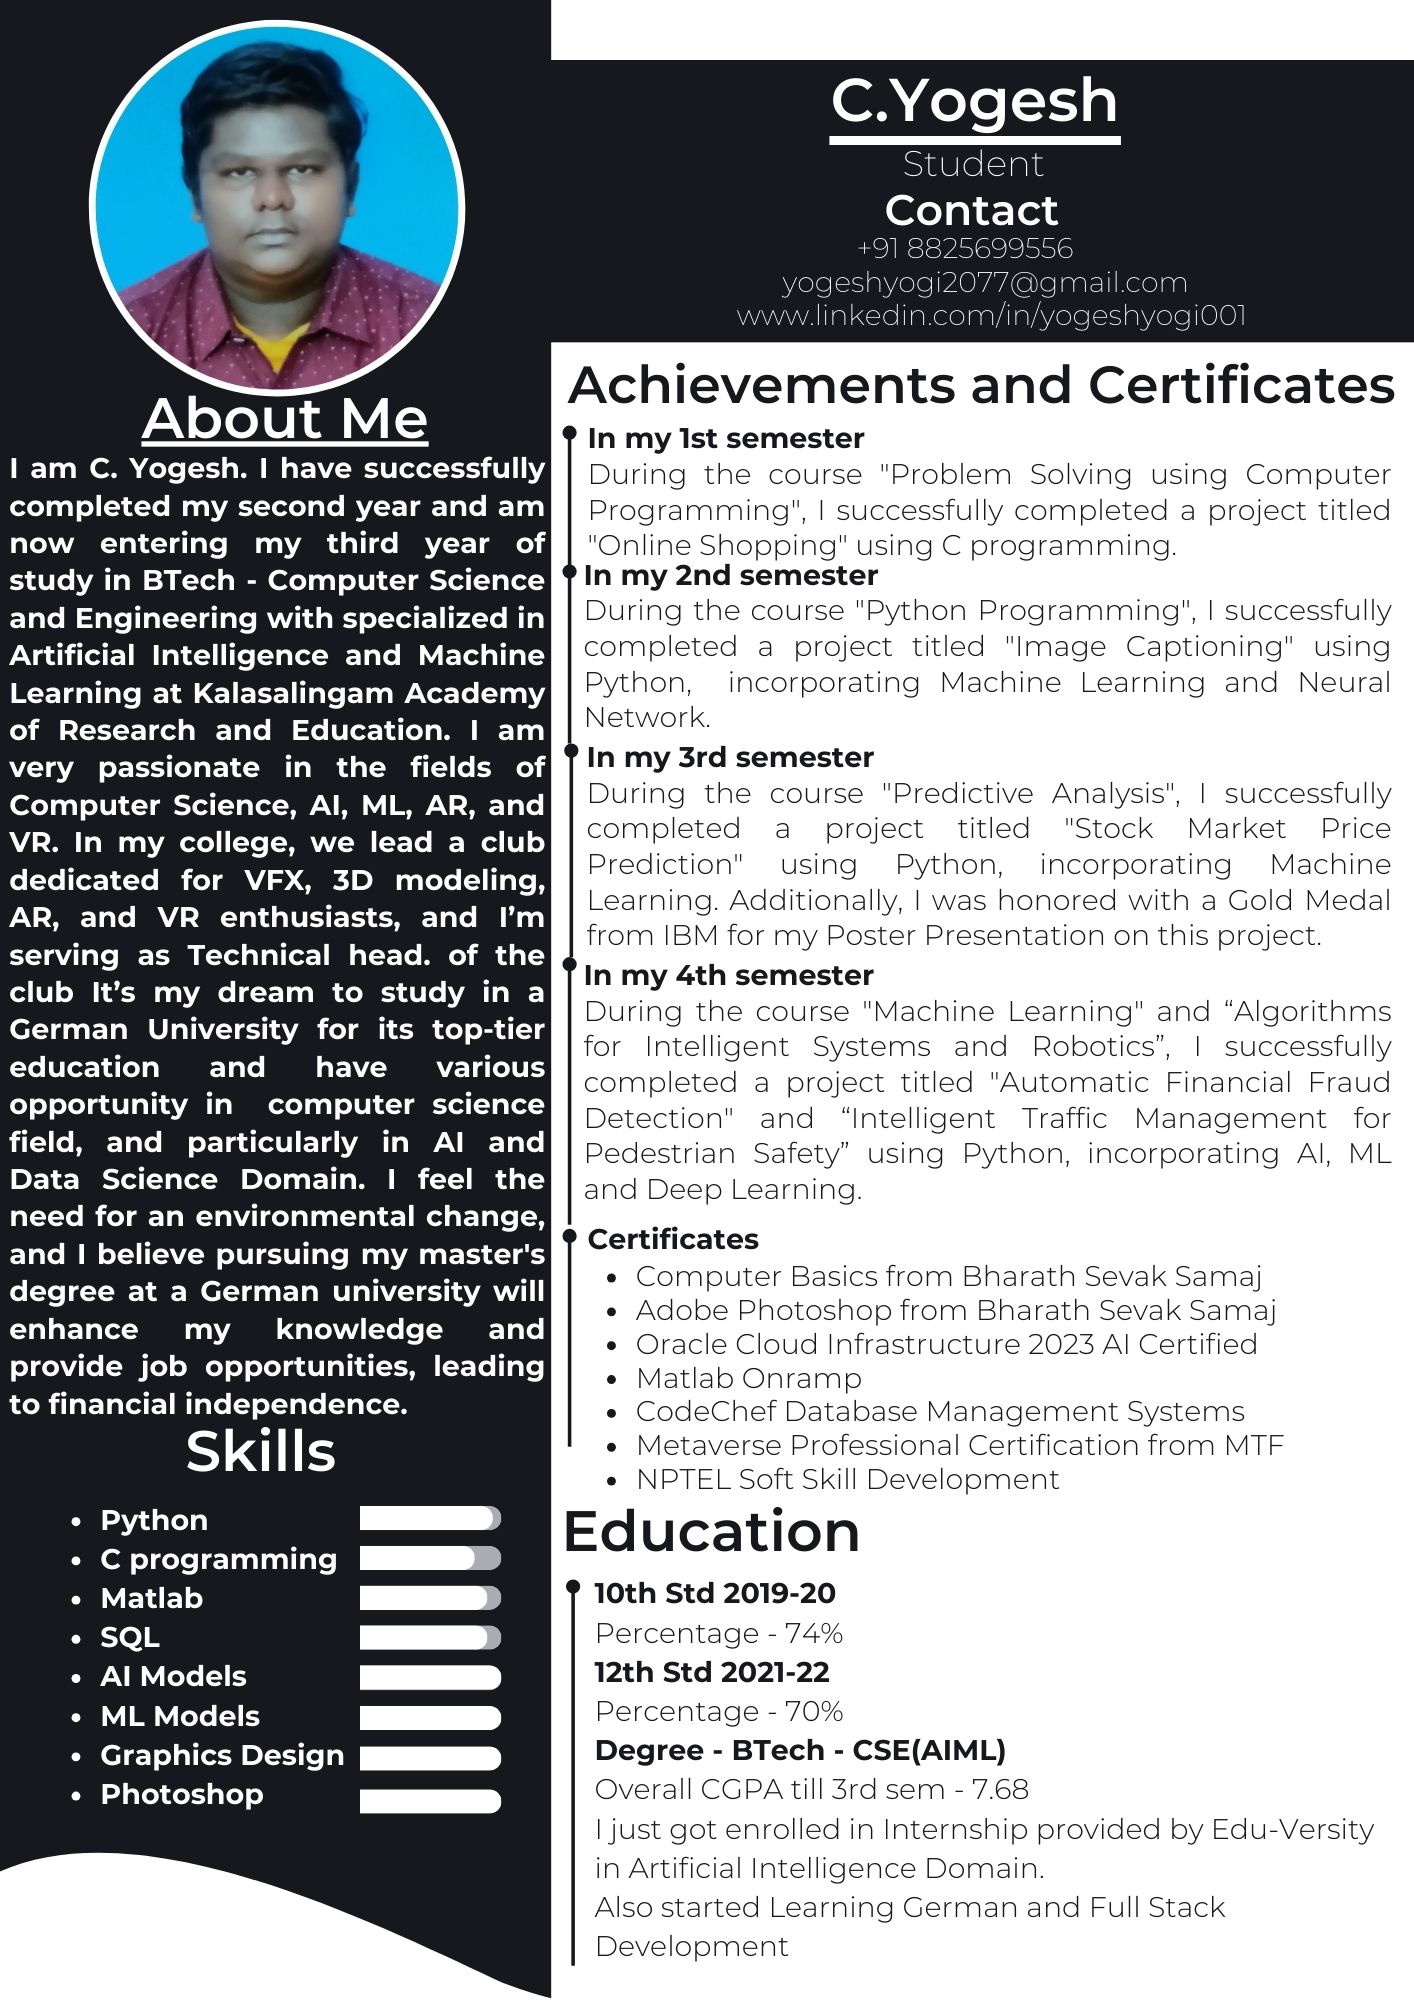 C.Yogesh
Student
Contact
+91 8825699556
yogeshyogi2077@gmail.com
www.linkedin.com/in/yogeshyogi001
About Me
I am C. Yogesh. I have successfully
completed my second year and am
now entering my third year of
study in BTech - Computer Science
and Engineering with specialized in
Artificial Intelligence and Machine
Learning at Kalasalingam Academy
of Research and Education. I am
very passionate in the fields of
Computer Science, AI, ML, AR, and
VR. In my college, we lead a club
dedicated for VFX, 3D modeling,
AR, and VR enthusiasts, and I’m
serving as Technical head. of the
club It’s my dream to study in a
German University for its top-tier
education and have various
opportunity in computer science
field, and particularly in AI and
Data Science Domain. I feel the
need for an environmental change,
and I believe pursuing my master's
degree at a German university will
enhance my knowledge and
provide job opportunities, leading
to financial independence.
Skills
• Python
• C programming
• Matlab
• SQL
• AI Models
• ML Models
• Graphics Design
• Photoshop
Achievements and Certificates
In my 1st semester
During the course "Problem Solving using Computer
Programming", I successfully completed a project titled
"Online Shopping" using C programming.
In my 2nd semester
During the course "Python Programming", I successfully
completed a project titled "Image Captioning" using
Python, incorporating Machine Learning and Neural
Network.
In my 3rd semester
During the course "Predictive Analysis", I successfully
completed a project titled "Stock Market Price
Prediction" using Python, incorporating Machine
Learning. Additionally, I was honored with a Gold Medal
from IBM for my Poster Presentation on this project.
In my 4th semester
During the course "Machine Learning" and “Algorithms
for Intelligent Systems and Robotics”, I successfully
completed a project titled "Automatic Financial Fraud
Detection" and “Intelligent Traffic Management for
Pedestrian Safety” using Python, incorporating AI, ML
and Deep Learning.
Certificates
• Computer Basics from Bharath Sevak Samaj
• Adobe Photoshop from Bharath Sevak Samaj
• Oracle Cloud Infrastructure 2023 AI Certified
• Matlab Onramp
• CodeChef Database Management Systems
• Metaverse Professional Certification from MTF
• NPTEL Soft Skill Development
Education
10th Std 2019-20
Percentage - 74%
12th Std 2021-22
Percentage - 70%
Degree - BTech - CSE(AIML)
Overall CGPA till 3rd sem - 7.68
I just got enrolled in Internship provided by Edu-Versity
in Artificial Intelligence Domain.
Also started Learning German and Full Stack
Development